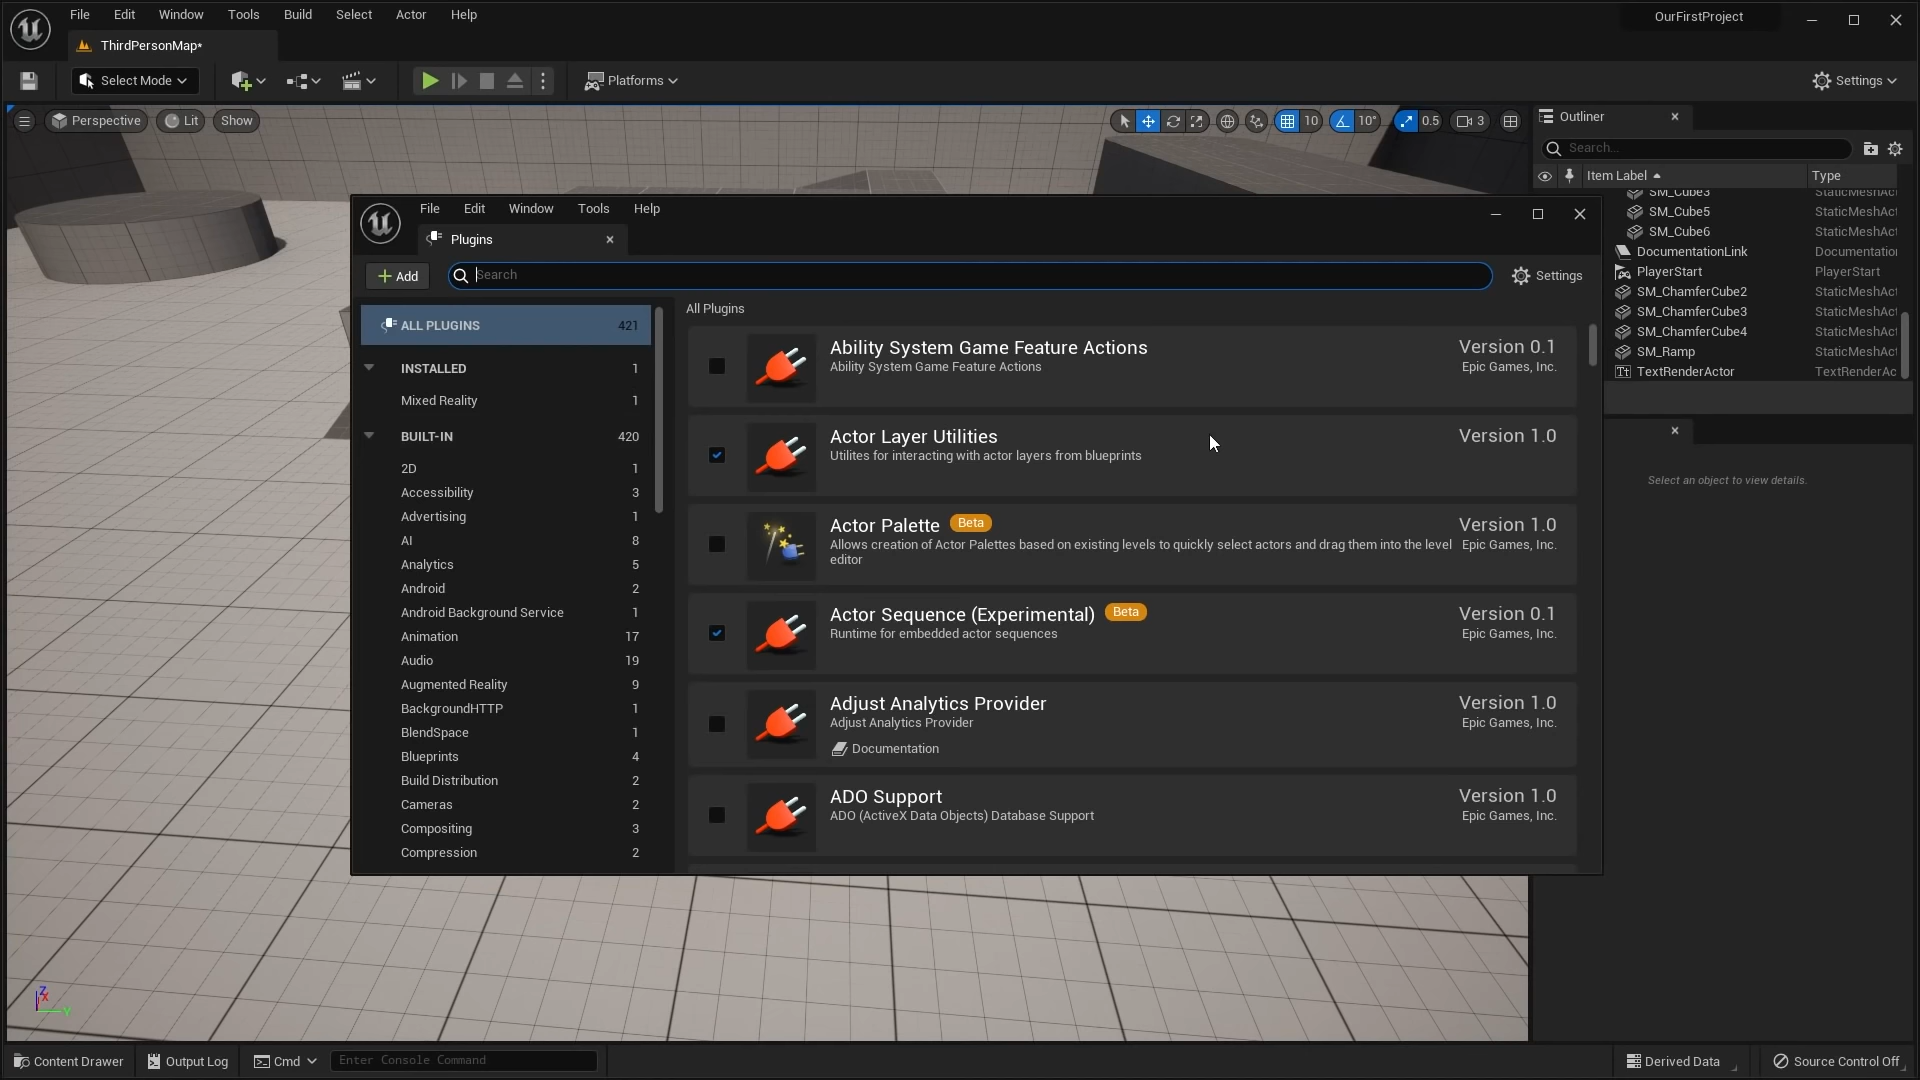 File Edit Window Tools Build Select Actor Help
OurFirstProject
ThirdPersonMap*
Select Mode
Platforms
Settings
Perspective Lit Show
10 10° 0.5 3
Outliner
Search...
Item Label Type
SM_Cube3 StaticMeshAct
SM_Cube5 StaticMeshAct
SM_Cube6 StaticMeshAct
DocumentationLink Documentation
PlayerStart PlayerStart
SM_ChamferCube2 StaticMeshAct
SM_ChamferCube3 StaticMeshAct
SM_ChamferCube4 StaticMeshAct
SM_Ramp StaticMeshAct
TextRenderActor TextRenderAc
Select an object to view details.
File Edit Window Tools Help
Plugins
Add
Search
Settings
ALL PLUGINS 421
INSTALLED 1
Mixed Reality 1
BUILT-IN 420
2D 1
Accessibility 3
Advertising 1
AI 8
Analytics 5
Android 2
Android Background Service 1
Animation 17
Audio 19
Augmented Reality 9
BackgroundHTTP 1
BlendSpace 1
Blueprints 4
Build Distribution 2
Cameras 2
Compositing 3
Compression 2
All Plugins
Ability System Game Feature Actions Version 0.1
Ability System Game Feature Actions Epic Games, Inc.
Actor Layer Utilities Version 1.0
Utilites for interacting with actor layers from blueprints
Actor Palette Beta Version 1.0
Allows creation of Actor Palettes based on existing levels to quickly select actors and drag them into the level Epic Games, Inc.
editor
Actor Sequence (Experimental) Beta Version 0.1
Runtime for embedded actor sequences Epic Games, Inc.
Adjust Analytics Provider Version 1.0
Adjust Analytics Provider Epic Games, Inc.
Documentation
ADO Support Version 1.0
ADO (ActiveX Data Objects) Database Support Epic Games, Inc.
Z
X
Y
Content Drawer Output Log Cmd Enter Console Command
Derived Data Source Control Off